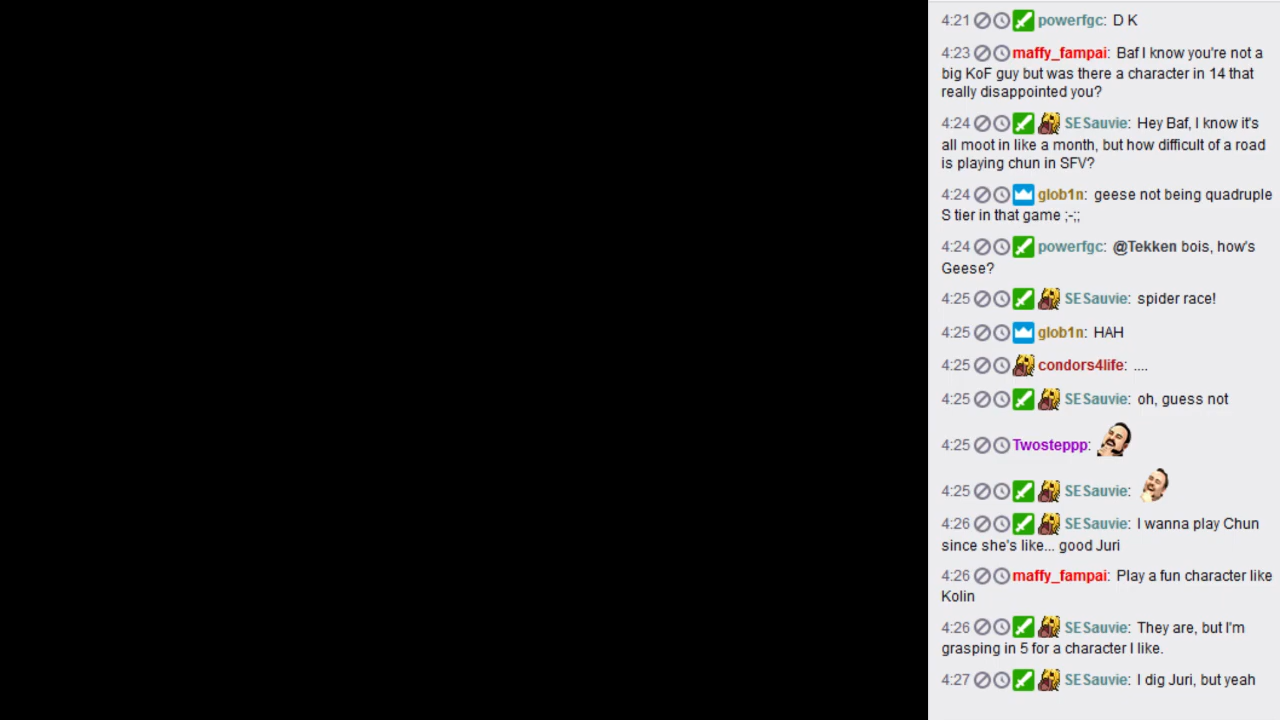 4:21 powerfgc: D K
4:23 maffy_fampai: Baf I know you're not a
big KoF guy but was there a character in 14 that
really disappointed you?
4:24 SESauvie: Hey Baf, I know it's
all moot in like a month, but how difficult of a road
is playing chun in SFV?
4:24 glob1n: geese not being quadruple
S tier in that game ;-;;
4:24 powerfgc: @Tekken bois, how's
Geese?
4:25 SESauvie: spider race!
4:25 glob1n: HAH
4:25 condors4life: ....
4:25 SESauvie: oh, guess not
4:25 Twosteppp:
4:25 SESauvie:
4:26 SESauvie: I wanna play Chun
since she's like... good Juri
4:26 maffy_fampai: Play a fun character like
Kolin
4:26 SESauvie: They are, but I'm
grasping in 5 for a character I like.
4:27 SESauvie: I dig Juri, but yeah